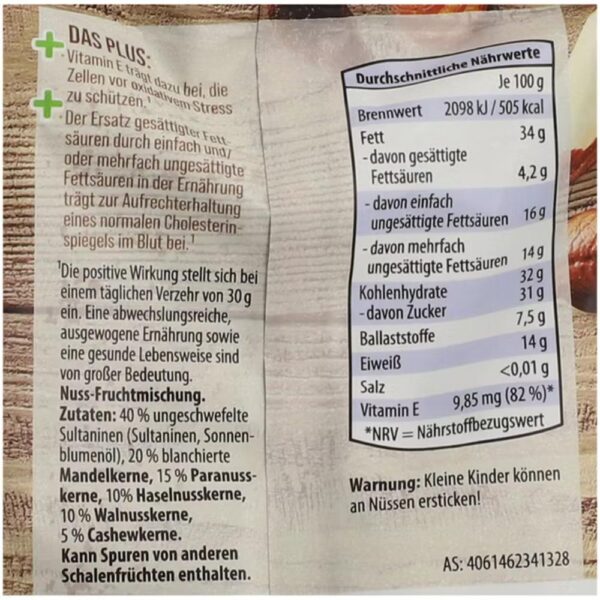 DAS PLUS:
Vitamin E trägt dazu bei, die
Zellen vor oxidativem Stress
zu schützen.¹
Der Ersatz gesättigter Fett-
säuren durch einfach und/
oder mehrfach ungesättigte
Fettsäuren in der Ernährung
trägt zur Aufrechterhaltung
eines normalen Cholesterin-
spiegels im Blut bei.¹
¹Die positive Wirkung stellt sich bei
einem täglichen Verzehr von 30 g
ein. Eine abwechslungsreiche,
ausgewogene Ernährung sowie
eine gesunde Lebensweise sind
von großer Bedeutung.
Nuss-Fruchtmischung.
Zutaten: 40 % ungeschwefelte
Sultaninen (Sultaninen, Sonnen-
blumenöl), 20 % blanchierte
Mandelkerne, 15 % Paranuss-
kerne, 10% Haselnusskerne,
10 % Walnusskerne,
5 % Cashewkerne.
Kann Spuren von anderen
Schalenfrüchten enthalten.
Durchschnittliche Nährwerte
Je 100 g
Brennwert 2098 kJ / 505 kcal
Fett 34 g
- davon gesättigte
Fettsäuren 4,2 g
- davon einfach
ungesättigte Fettsäuren 16 g
- davon mehrfach
ungesättigte Fettsäuren 14 g
Kohlenhydrate 32 g
- davon Zucker 31 g
Ballaststoffe 7,5 g
Eiweiß 14 g
Salz <0,01 g
Vitamin E 9,85 mg (82 %)*
*NRV = Nährstoffbezugswert
Warnung: Kleine Kinder können
an Nüssen ersticken!
AS: 4061462341328